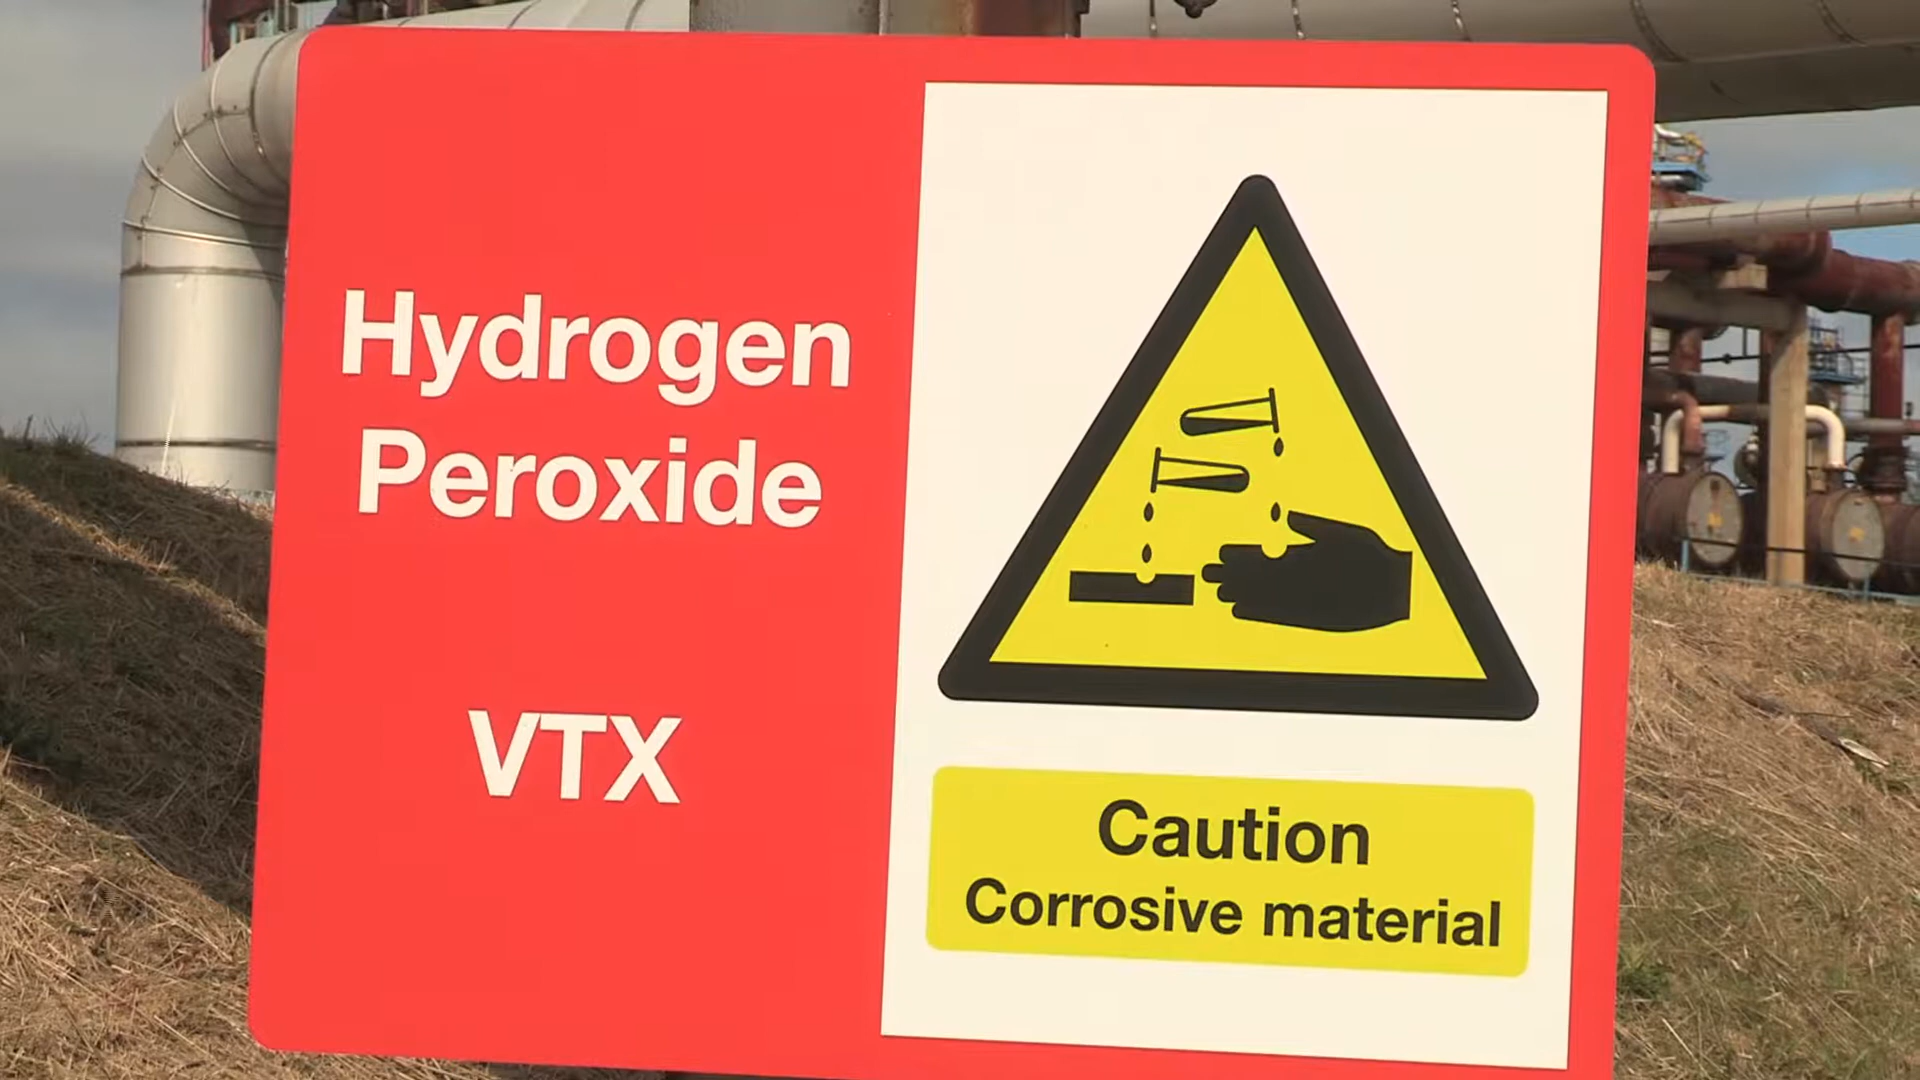 Hydrogen
Peroxide
VTX
Caution
Corrosive material